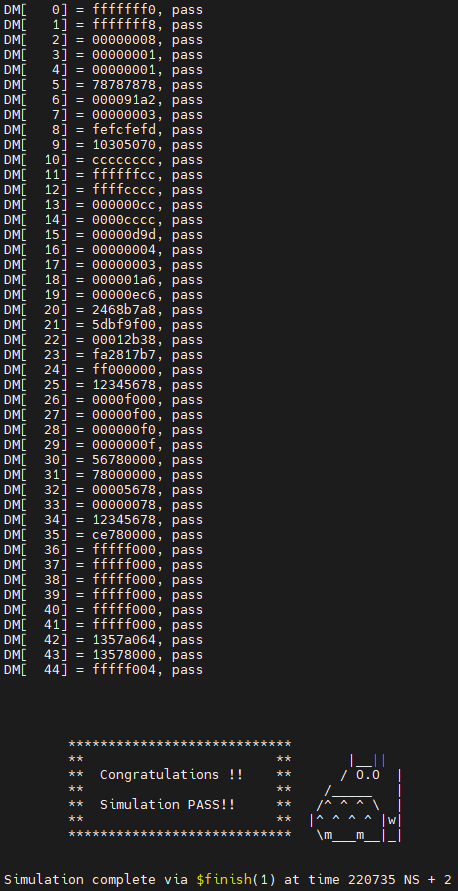 DM[   0] = fffffff0, pass
DM[   1] = fffffff8, pass
DM[   2] = 00000008, pass
DM[   3] = 00000001, pass
DM[   4] = 00000001, pass
DM[   5] = 78787878, pass
DM[   6] = 000091a2, pass
DM[   7] = 00000003, pass
DM[   8] = fefcfefd, pass
DM[   9] = 10305070, pass
DM[  10] = cccccccc, pass
DM[  11] = ffffffcc, pass
DM[  12] = ffffcccc, pass
DM[  13] = 000000cc, pass
DM[  14] = 0000cccc, pass
DM[  15] = 00000d9d, pass
DM[  16] = 00000004, pass
DM[  17] = 00000003, pass
DM[  18] = 000001a6, pass
DM[  19] = 00000ec6, pass
DM[  20] = 2468b7a8, pass
DM[  21] = 5dbf9f00, pass
DM[  22] = 00012b38, pass
DM[  23] = fa2817b7, pass
DM[  24] = ff000000, pass
DM[  25] = 12345678, pass
DM[  26] = 0000f000, pass
DM[  27] = 00000f00, pass
DM[  28] = 000000f0, pass
DM[  29] = 0000000f, pass
DM[  30] = 56780000, pass
DM[  31] = 78000000, pass
DM[  32] = 00005678, pass
DM[  33] = 00000078, pass
DM[  34] = 12345678, pass
DM[  35] = ce780000, pass
DM[  36] = fffff000, pass
DM[  37] = fffff000, pass
DM[  38] = fffff000, pass
DM[  39] = fffff000, pass
DM[  40] = fffff000, pass
DM[  41] = fffff000, pass
DM[  42] = 1357a064, pass
DM[  43] = 13578000, pass
DM[  44] = fffff004, pass
        ****************************
        **                        **       |__||
        **  Congratulations !!    **      / O.O  |
        **                        **    /_____   |
        **  Simulation PASS!!     **   /^ ^ ^ \  |
        **                        **  |^ ^ ^ ^ |w|
        ****************************   \m___m__|_|
Simulation complete via $finish(1) at time 220735 NS + 2